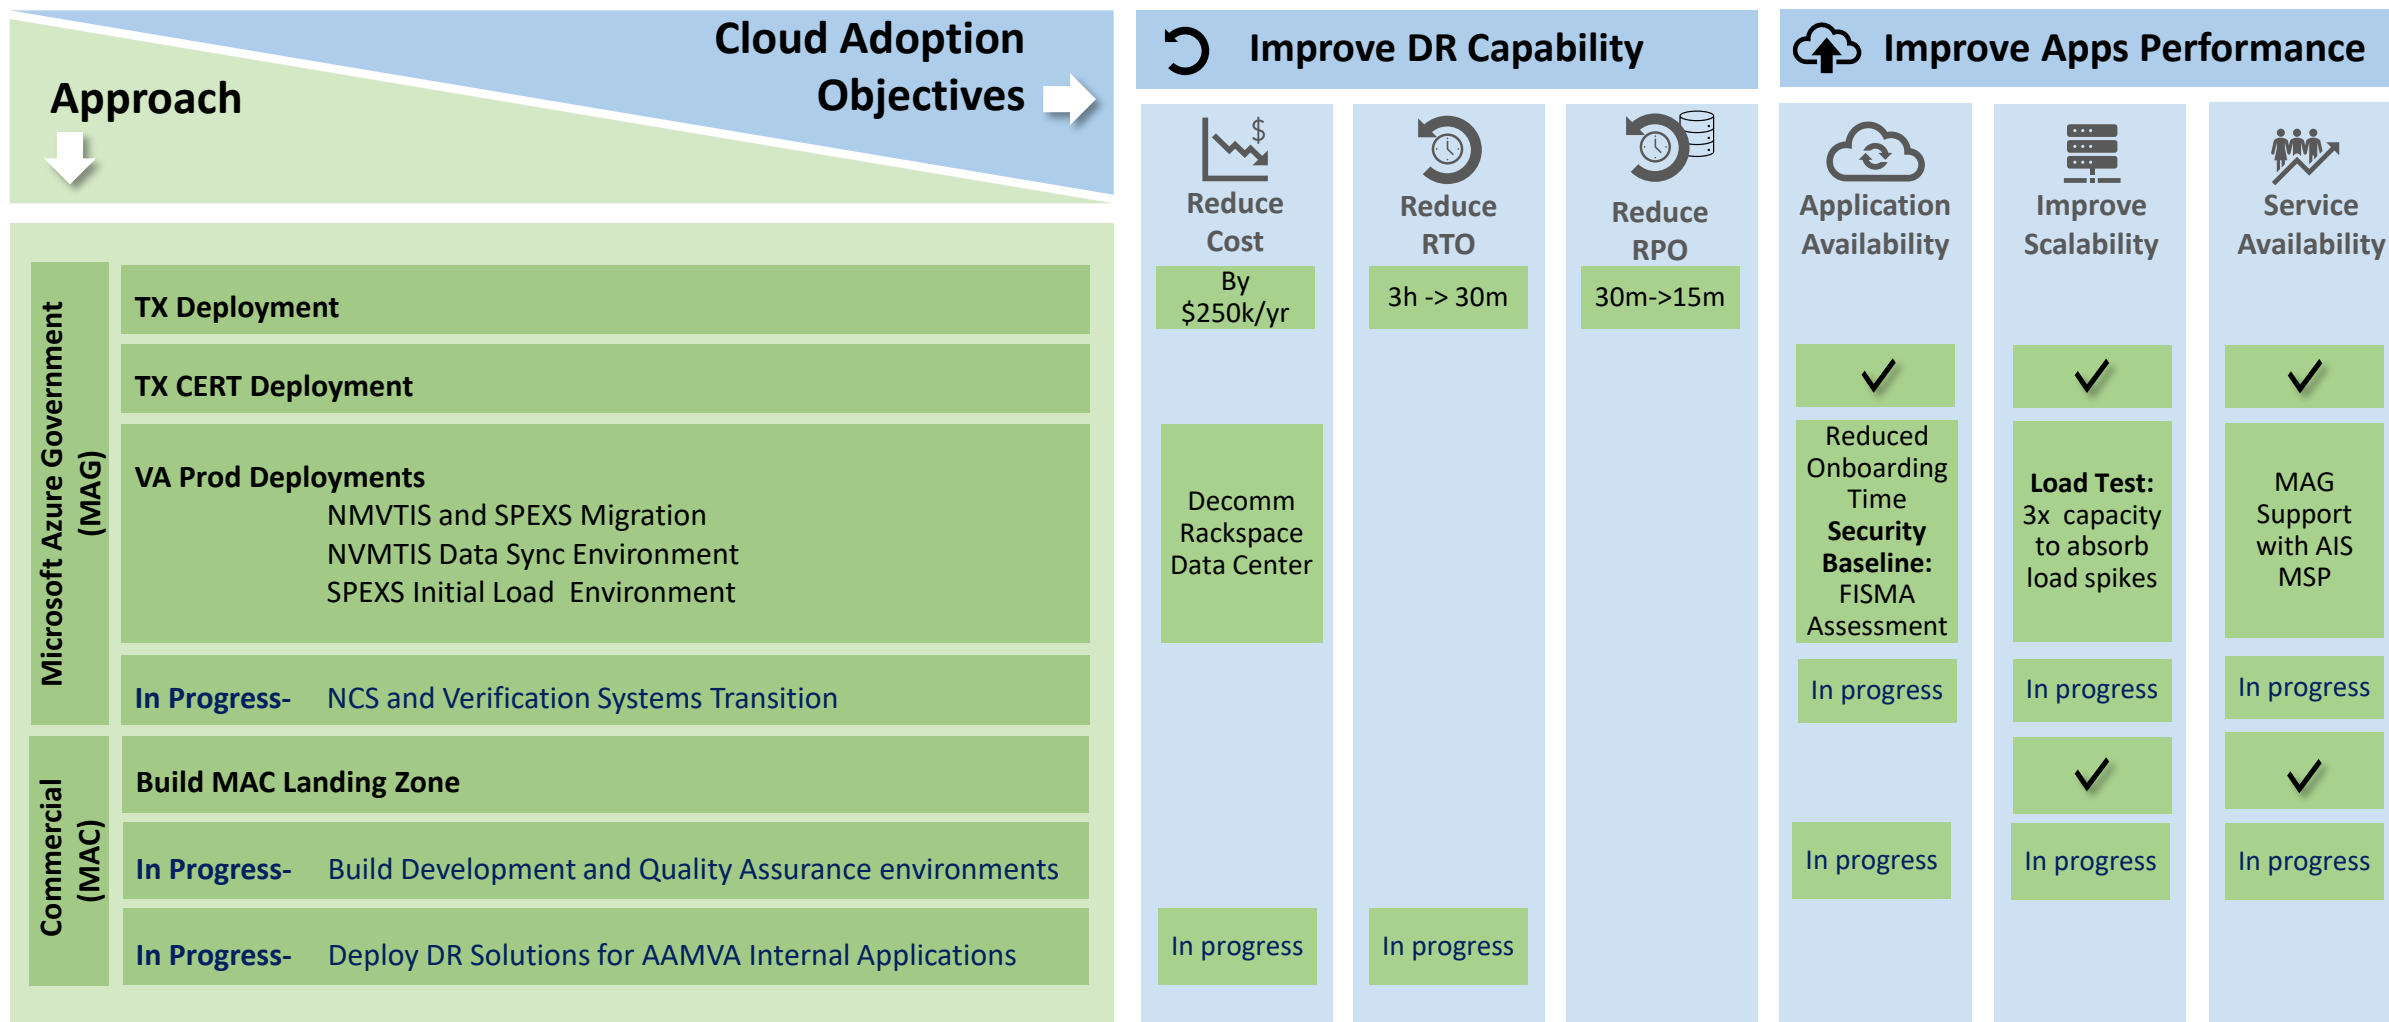 Cloud Adoption
Objectives
Approach
Improve DR Capability
Improve Apps Performance
$
Reduce
Cost
Reduce
RTO
Reduce
RPO
Application
Availability
Improve
Scalability
Service
Availability
Microsoft Azure Government
(MAG)
TX Deployment
By
$250k/yr
3h -> 30m
30m->15m
TX CERT Deployment
VA Prod Deployments
NMVTIS and SPEXS Migration
NVMTIS Data Sync Environment
SPEXS Initial Load  Environment
Decomm
Rackspace
Data Center
Reduced
Onboarding
Time
Security
Baseline:
FISMA
Assessment
Load Test:
3x  capacity
to absorb
load spikes
MAG
Support
with AIS
MSP
In Progress- NCS and Verification Systems Transition
In progress
In progress
In progress
Commercial
(MAC)
Build MAC Landing Zone
In Progress- Build Development and Quality Assurance environments
In progress
In progress
In progress
In Progress- Deploy DR Solutions for AAMVA Internal Applications
In progress
In progress